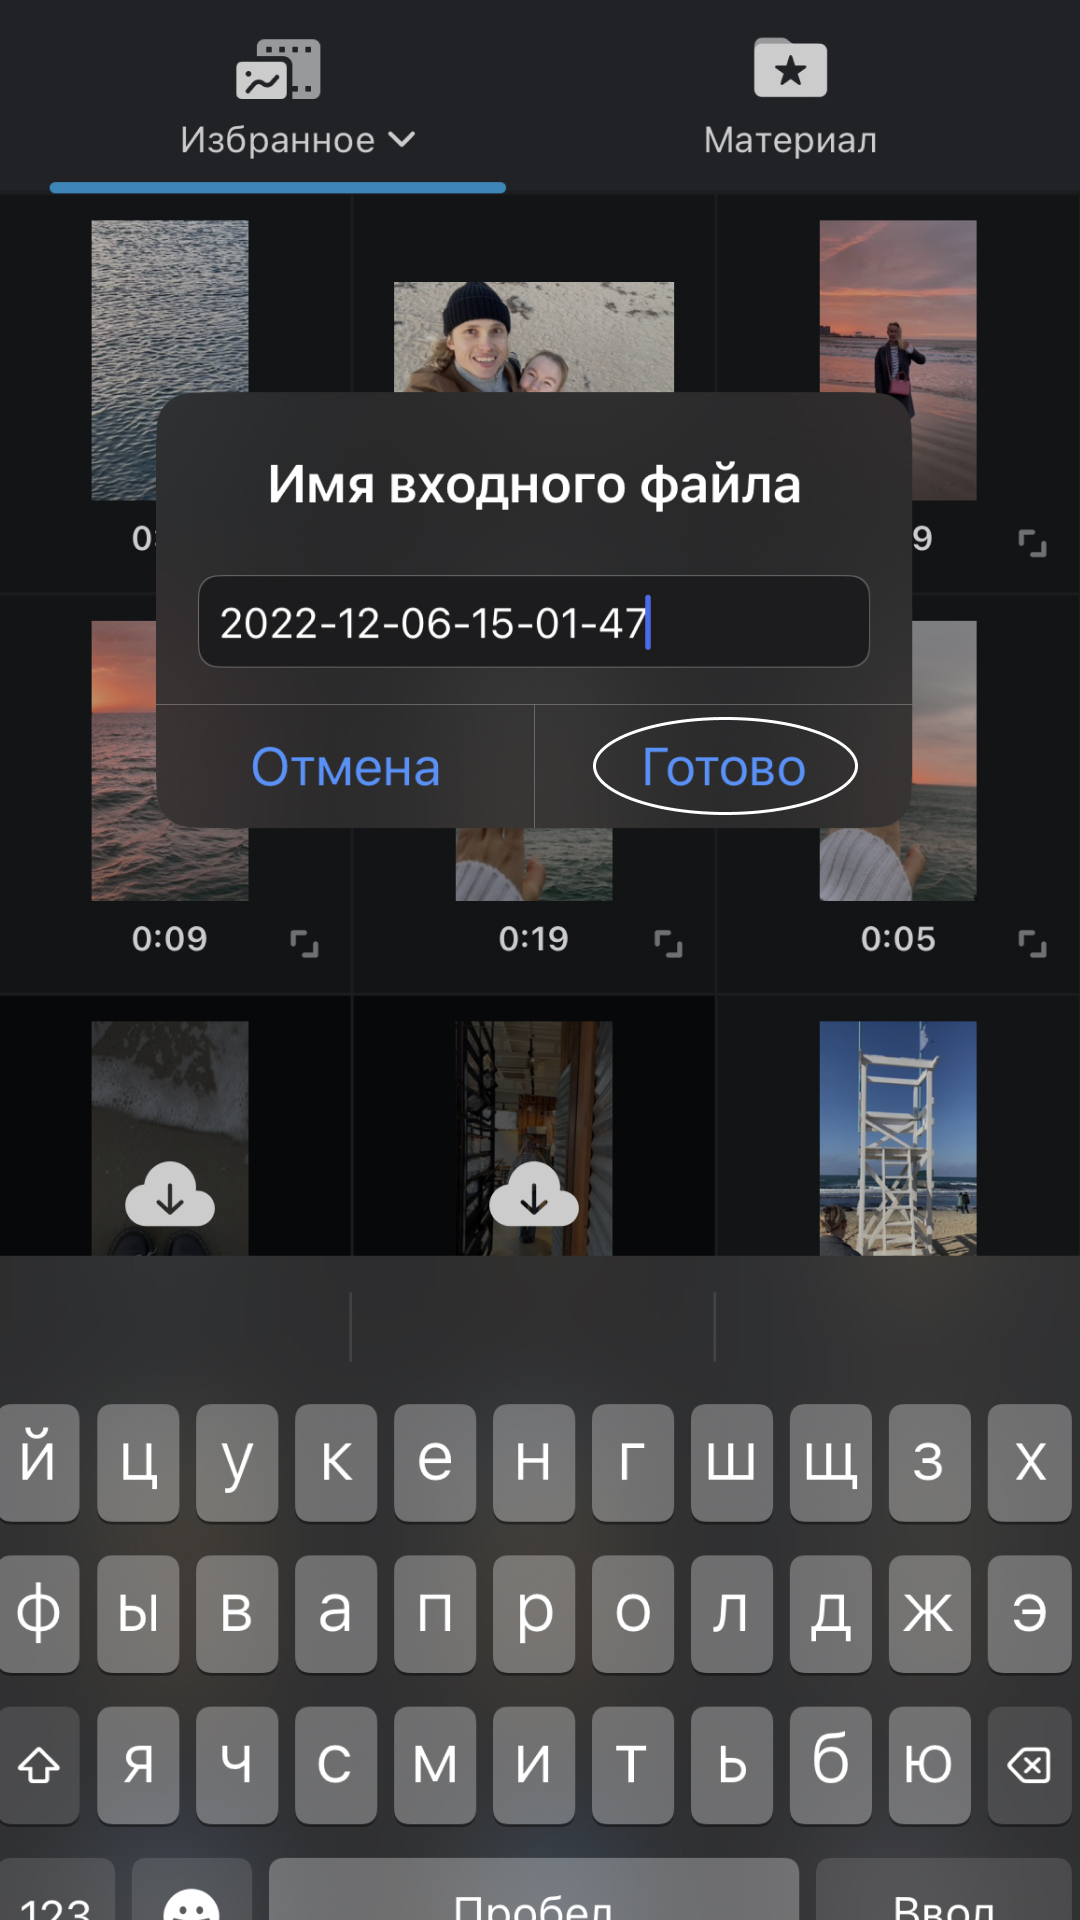 Избранное
Материал
Имя входного файла
2022-12-06-15-01-47
Отмена
Готово
9
0:09
0:19
0:05
й ц у к е н г ш щ з х
ф ы в а п р о л д ж э
я ч с м и т ь б ю
123
Пробел
Ввод